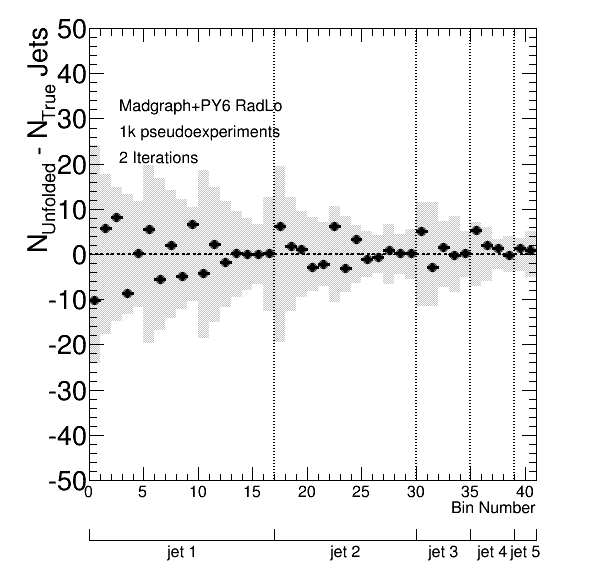 N_Unfolded - N_True Jets
50
40
30
20
10
0
-10
-20
-30
-40
-50
Madgraph+PY6 RadLo
1k pseudoexperiments
2 Iterations
0 5 10 15 20 25 30 35 40
Bin Number
jet 1 jet 2 jet 3 jet 4 jet 5